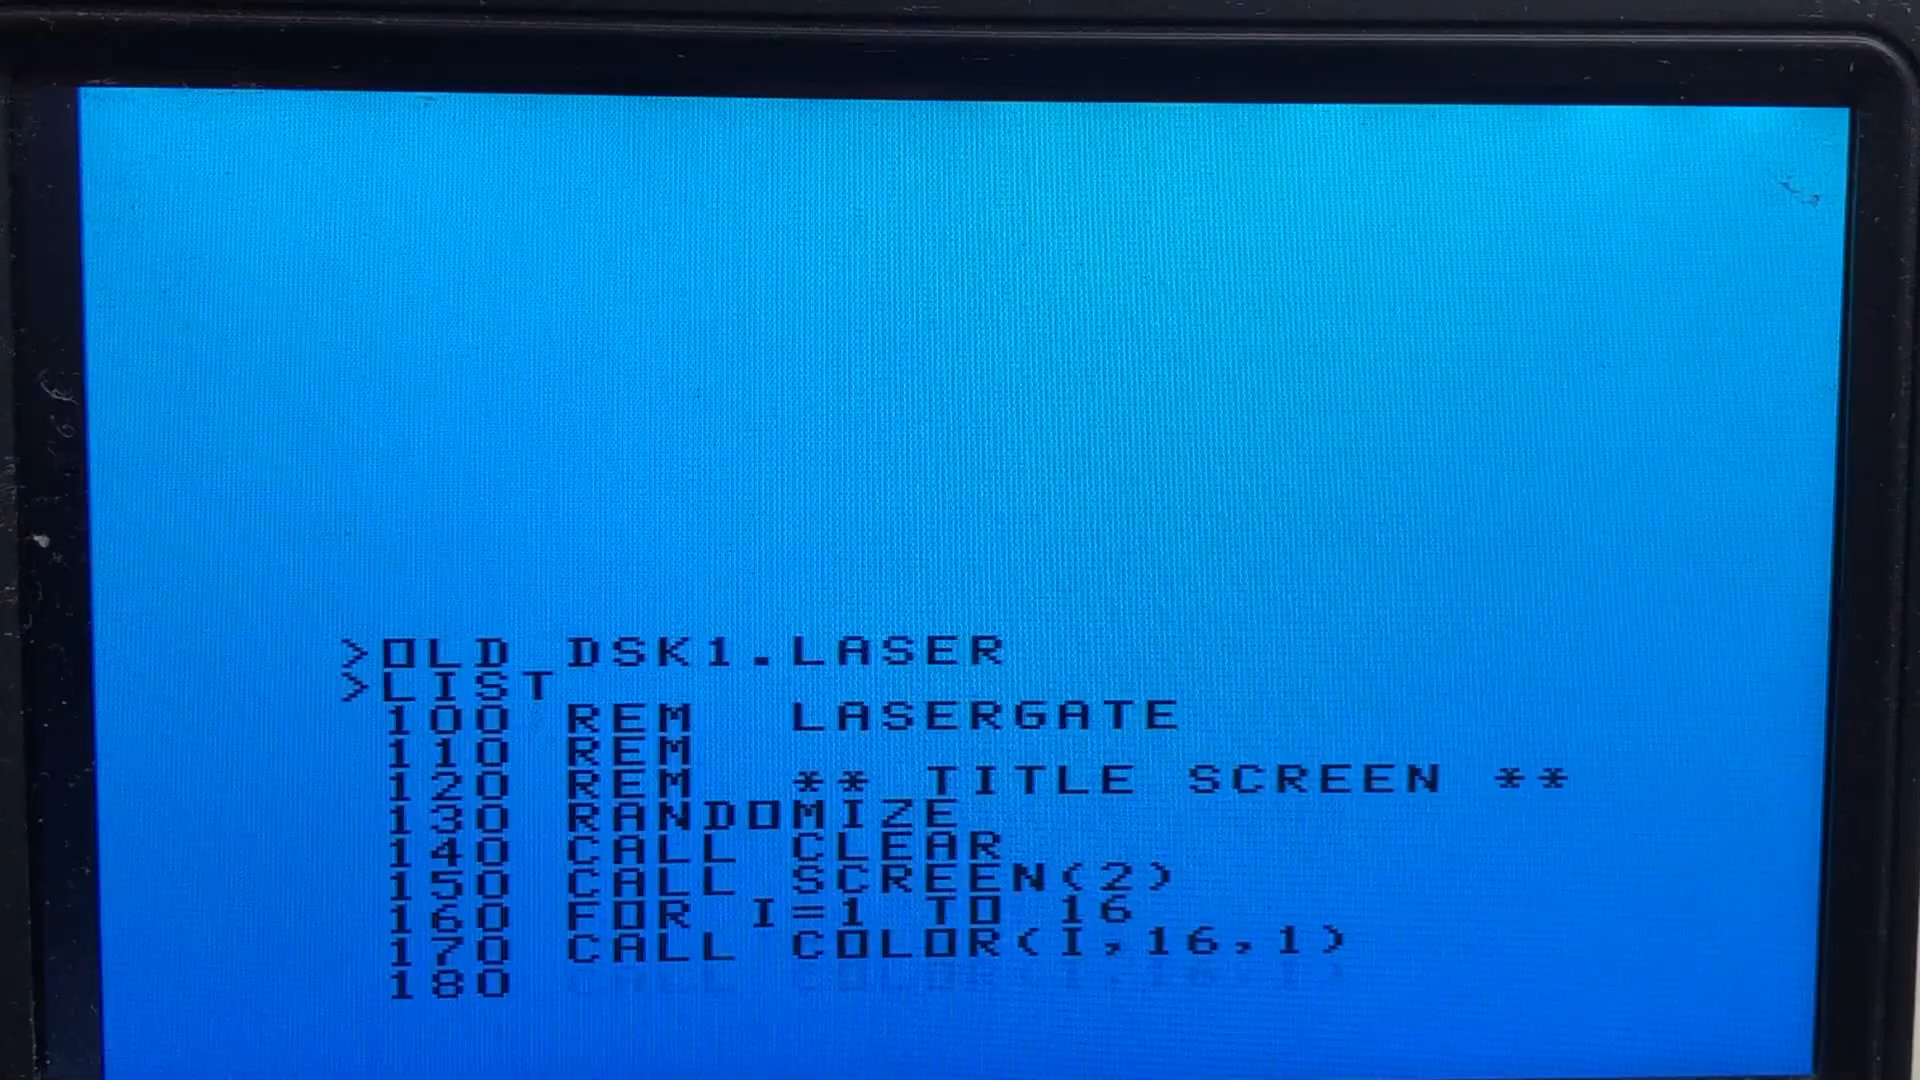 >OLD DSK1.LASER
>LIST
100 REM   LASERGATE
110 REM
120 REM   ** TITLE SCREEN **
130 RANDOMIZE
140 CALL CLEAR
150 CALL SCREEN(2)
160 FOR I=1 TO 16
170 CALL COLOR(I,16,1)
180